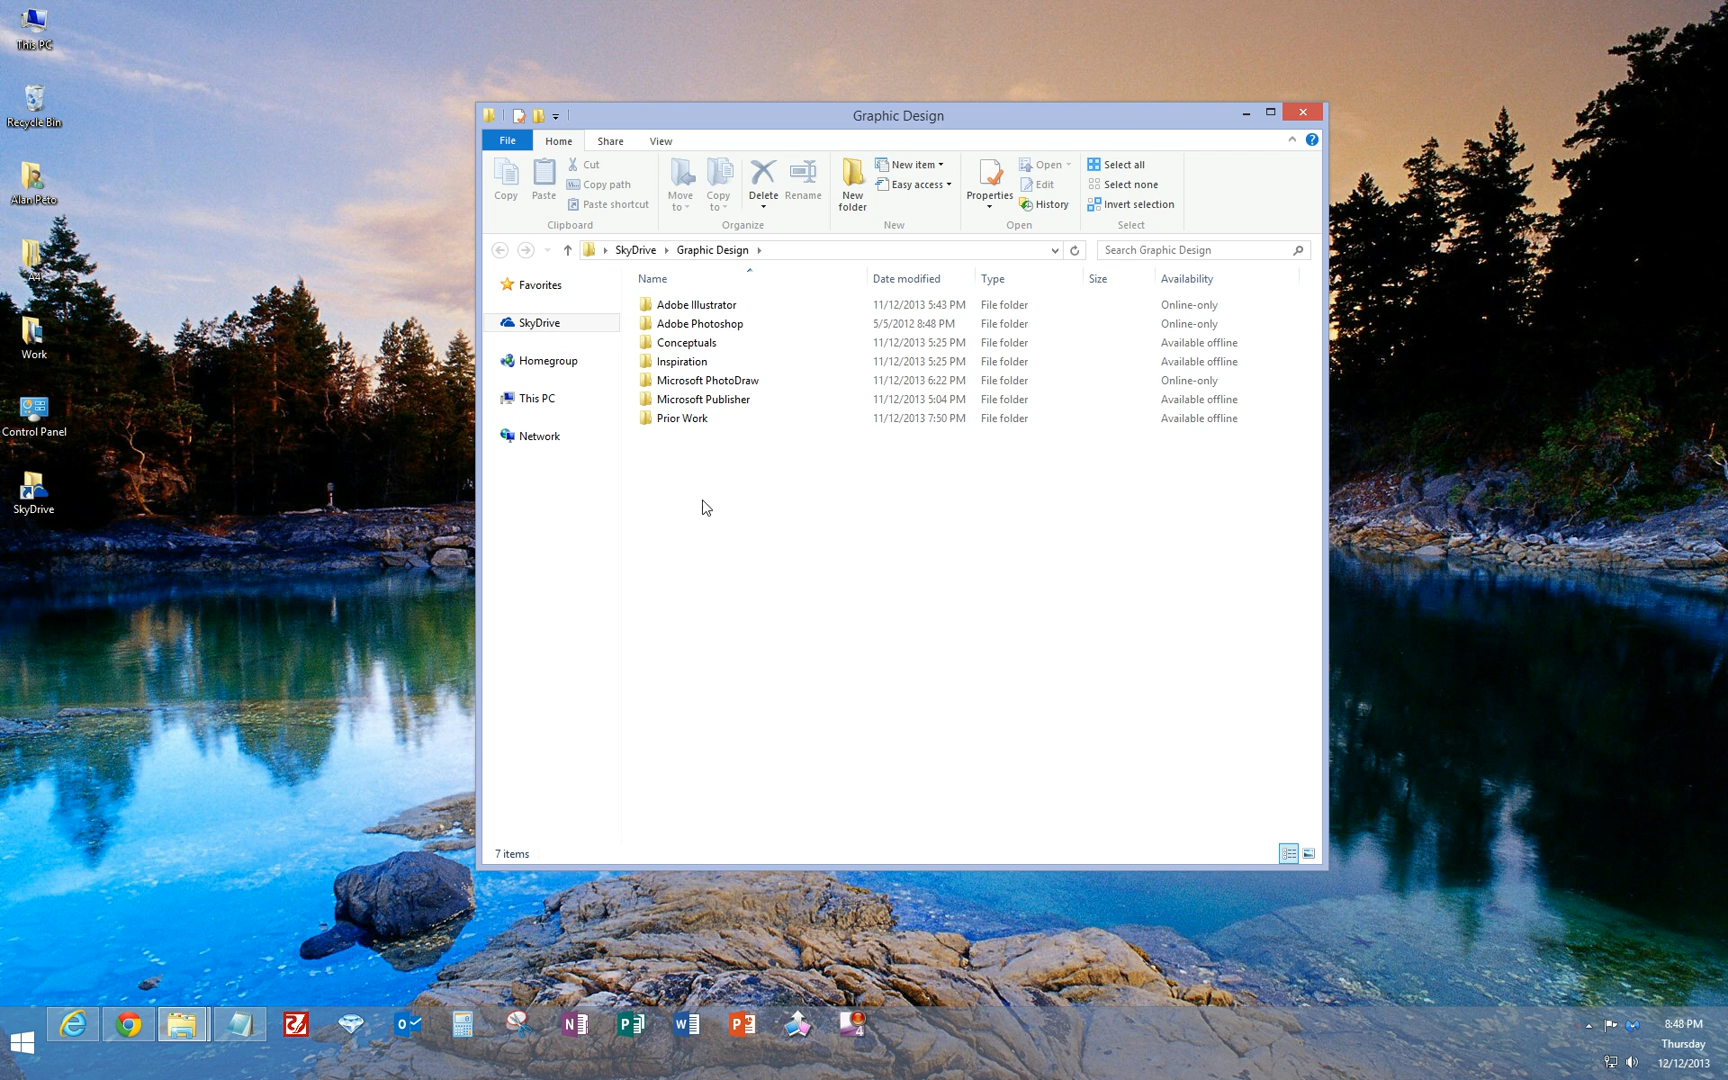 This PC
Recycle Bin
Alan Peto
A4I
Work
Control Panel
SkyDrive
Graphic Design
File Home Share View
Copy
Paste
Cut
Copy path
Paste shortcut
Clipboard
Move to
Copy to
Delete
Rename
Organize
New folder
New item
Easy access
New
Properties
Open
Edit
History
Open
Select all
Select none
Invert selection
Select
SkyDrive Graphic Design
Search Graphic Design
Favorites
SkyDrive
Homegroup
This PC
Network
Name Date modified Type Size Availability
Adobe Illustrator 11/12/2013 5:43 PM File folder Online-only
Adobe Photoshop 5/5/2012 8:48 PM File folder Online-only
Conceptuals 11/12/2013 5:25 PM File folder Available offline
Inspiration 11/12/2013 5:25 PM File folder Available offline
Microsoft PhotoDraw 11/12/2013 6:22 PM File folder Online-only
Microsoft Publisher 11/12/2013 5:04 PM File folder Available offline
Prior Work 11/12/2013 7:50 PM File folder Available offline
7 items
8:48 PM
Thursday
12/12/2013